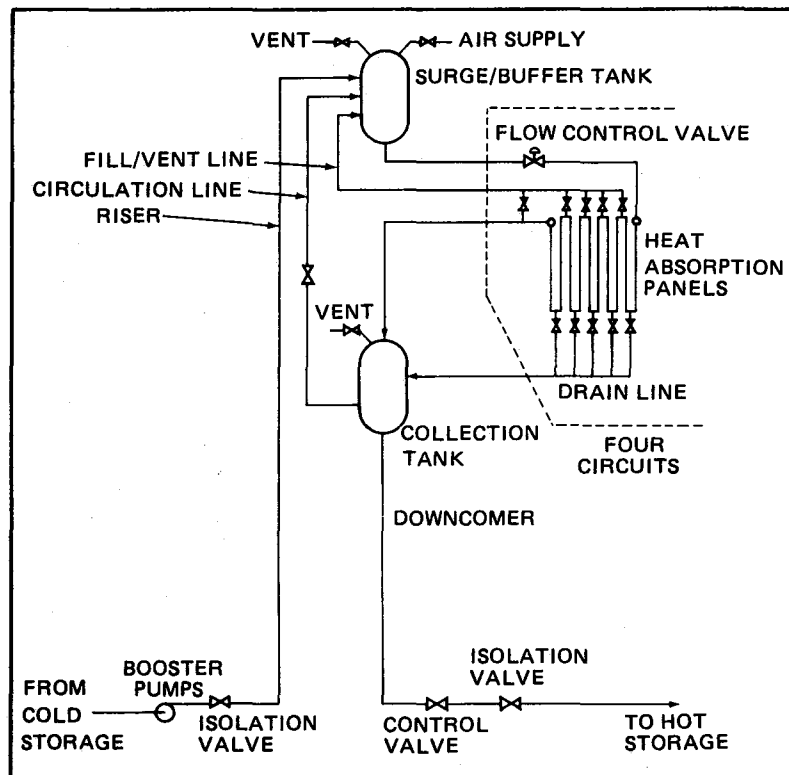 VENT
AIR SUPPLY
SURGE/BUFFER TANK
FLOW CONTROL VALVE
FILL/VENT LINE
CIRCULATION LINE
RISER
HEAT
ABSORPTION
PANELS
VENT
DRAIN LINE
COLLECTION
TANK
FOUR
CIRCUITS
DOWNCOMER
FROM
COLD
STORAGE
BOOSTER
PUMPS
ISOLATION
VALVE
CONTROL
VALVE
ISOLATION
VALVE
TO HOT
STORAGE